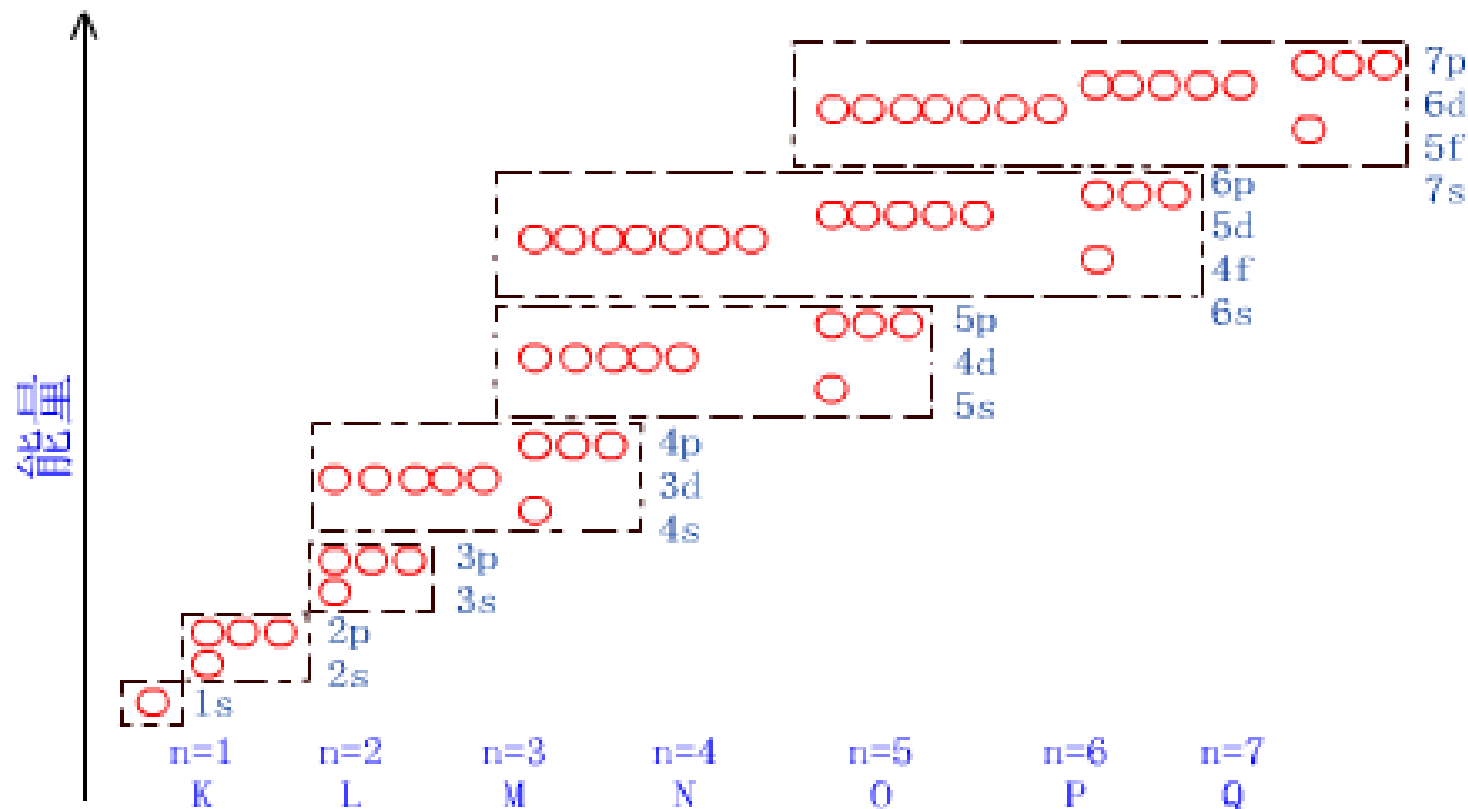 7p
6d
5f
7s
6p
5d
4f
6s
5p
4d
5s
能量
4p
3d
4s
3p
3s
2p
2s
1s
n=1 n=2 n=3 n=4 n=5 n=6 n=7
K L M N O P Q